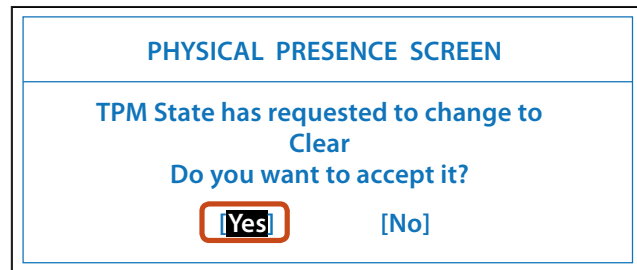 PHYSICAL PRESENCE SCREEN
TPM State has requested to change to
Clear
Do you want to accept it?
[Yes] [No]